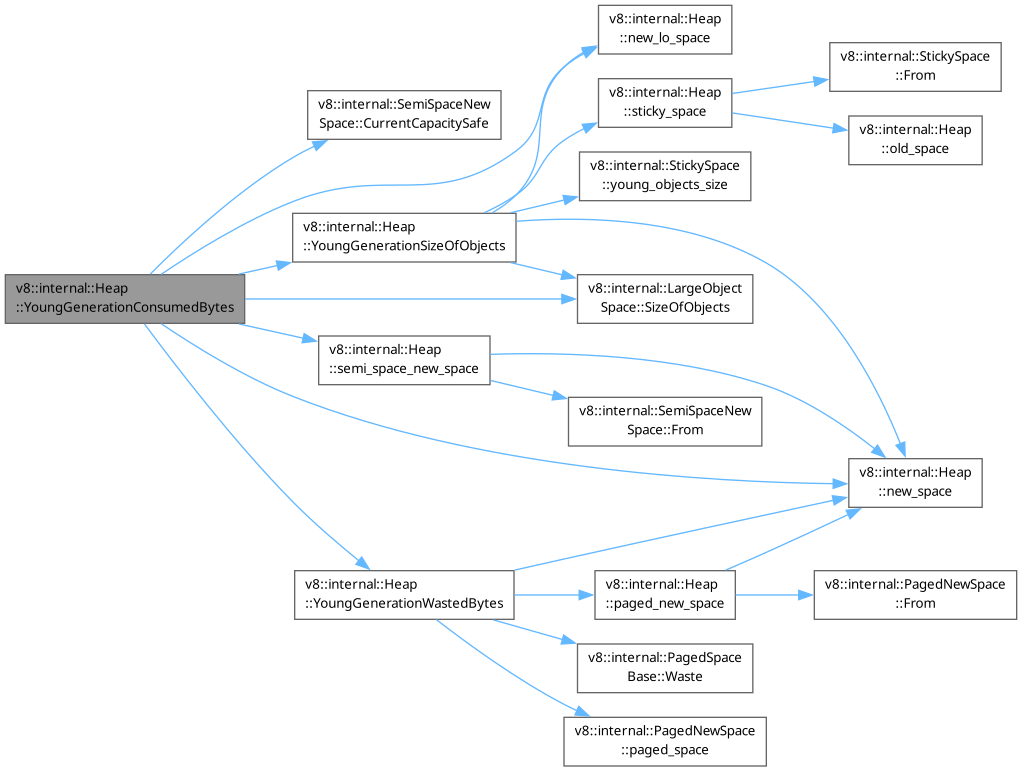 v8::internal::Heap
::new_lo_space
v8::internal::StickySpace
::From
v8::internal::Heap
::sticky_space
v8::internal::SemiSpaceNew
Space::CurrentCapacitySafe
v8::internal::Heap
::old_space
v8::internal::StickySpace
::young_objects_size
v8::internal::Heap
::YoungGenerationSizeOfObjects
v8::internal::Heap
::YoungGenerationConsumedBytes
v8::internal::LargeObject
Space::SizeOfObjects
v8::internal::Heap
::semi_space_new_space
v8::internal::SemiSpaceNew
Space::From
v8::internal::Heap
::new_space
v8::internal::Heap
::YoungGenerationWastedBytes
v8::internal::Heap
::paged_new_space
v8::internal::PagedNewSpace
::From
v8::internal::PagedSpace
Base::Waste
v8::internal::PagedNewSpace
::paged_space